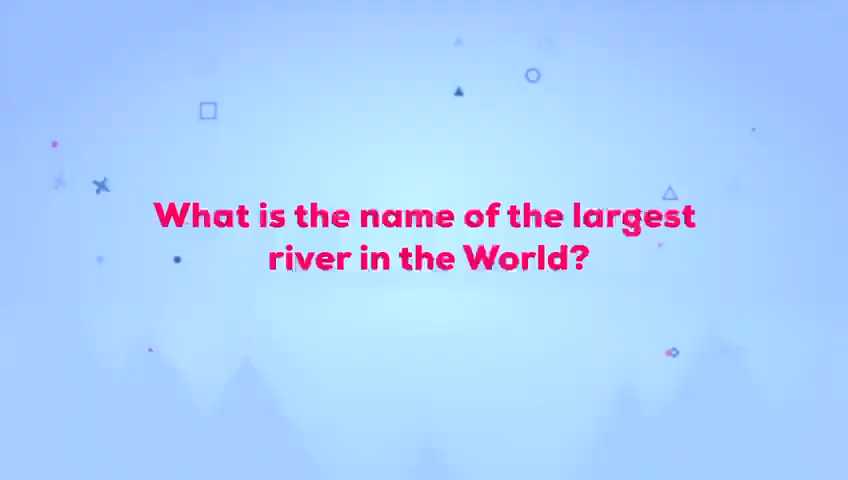 What is the name of the largest
river in the World?